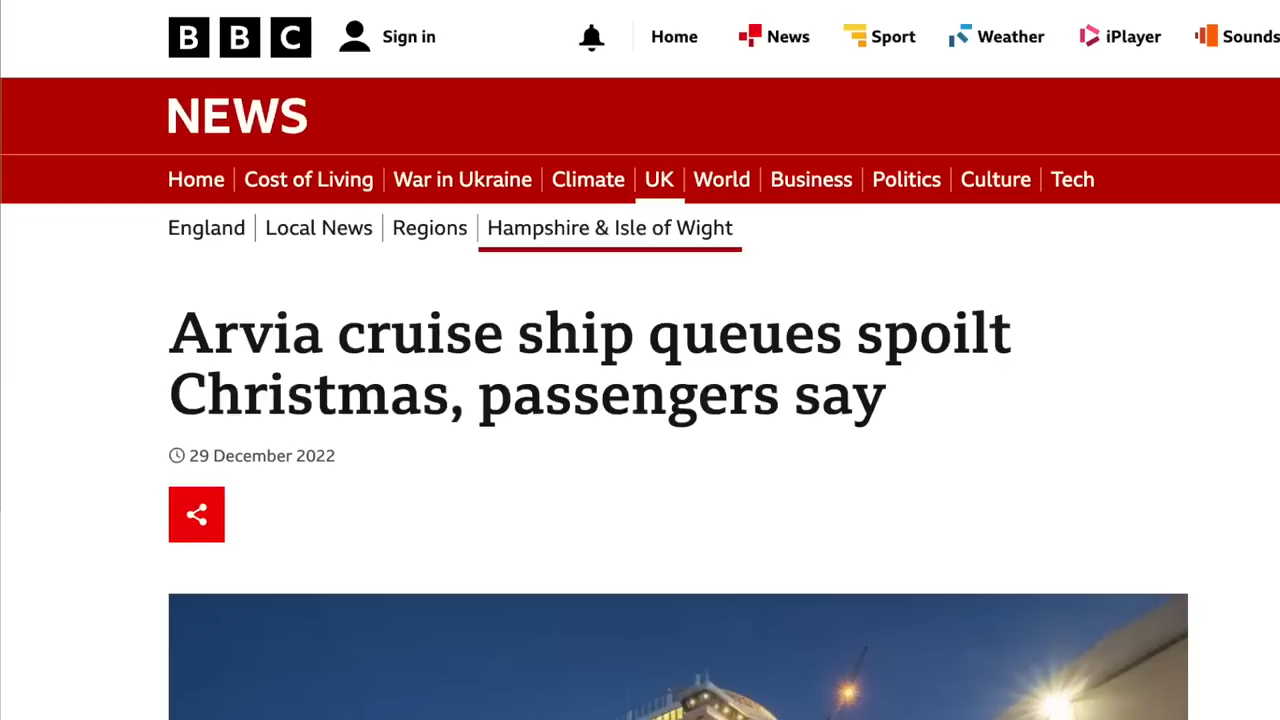 BBC Sign in Home News Sport Weather iPlayer Sounds
NEWS
Home Cost of Living War in Ukraine Climate UK World Business Politics Culture Tech
England Local News Regions Hampshire & Isle of Wight
Arvia cruise ship queues spoilt
Christmas, passengers say
29 December 2022